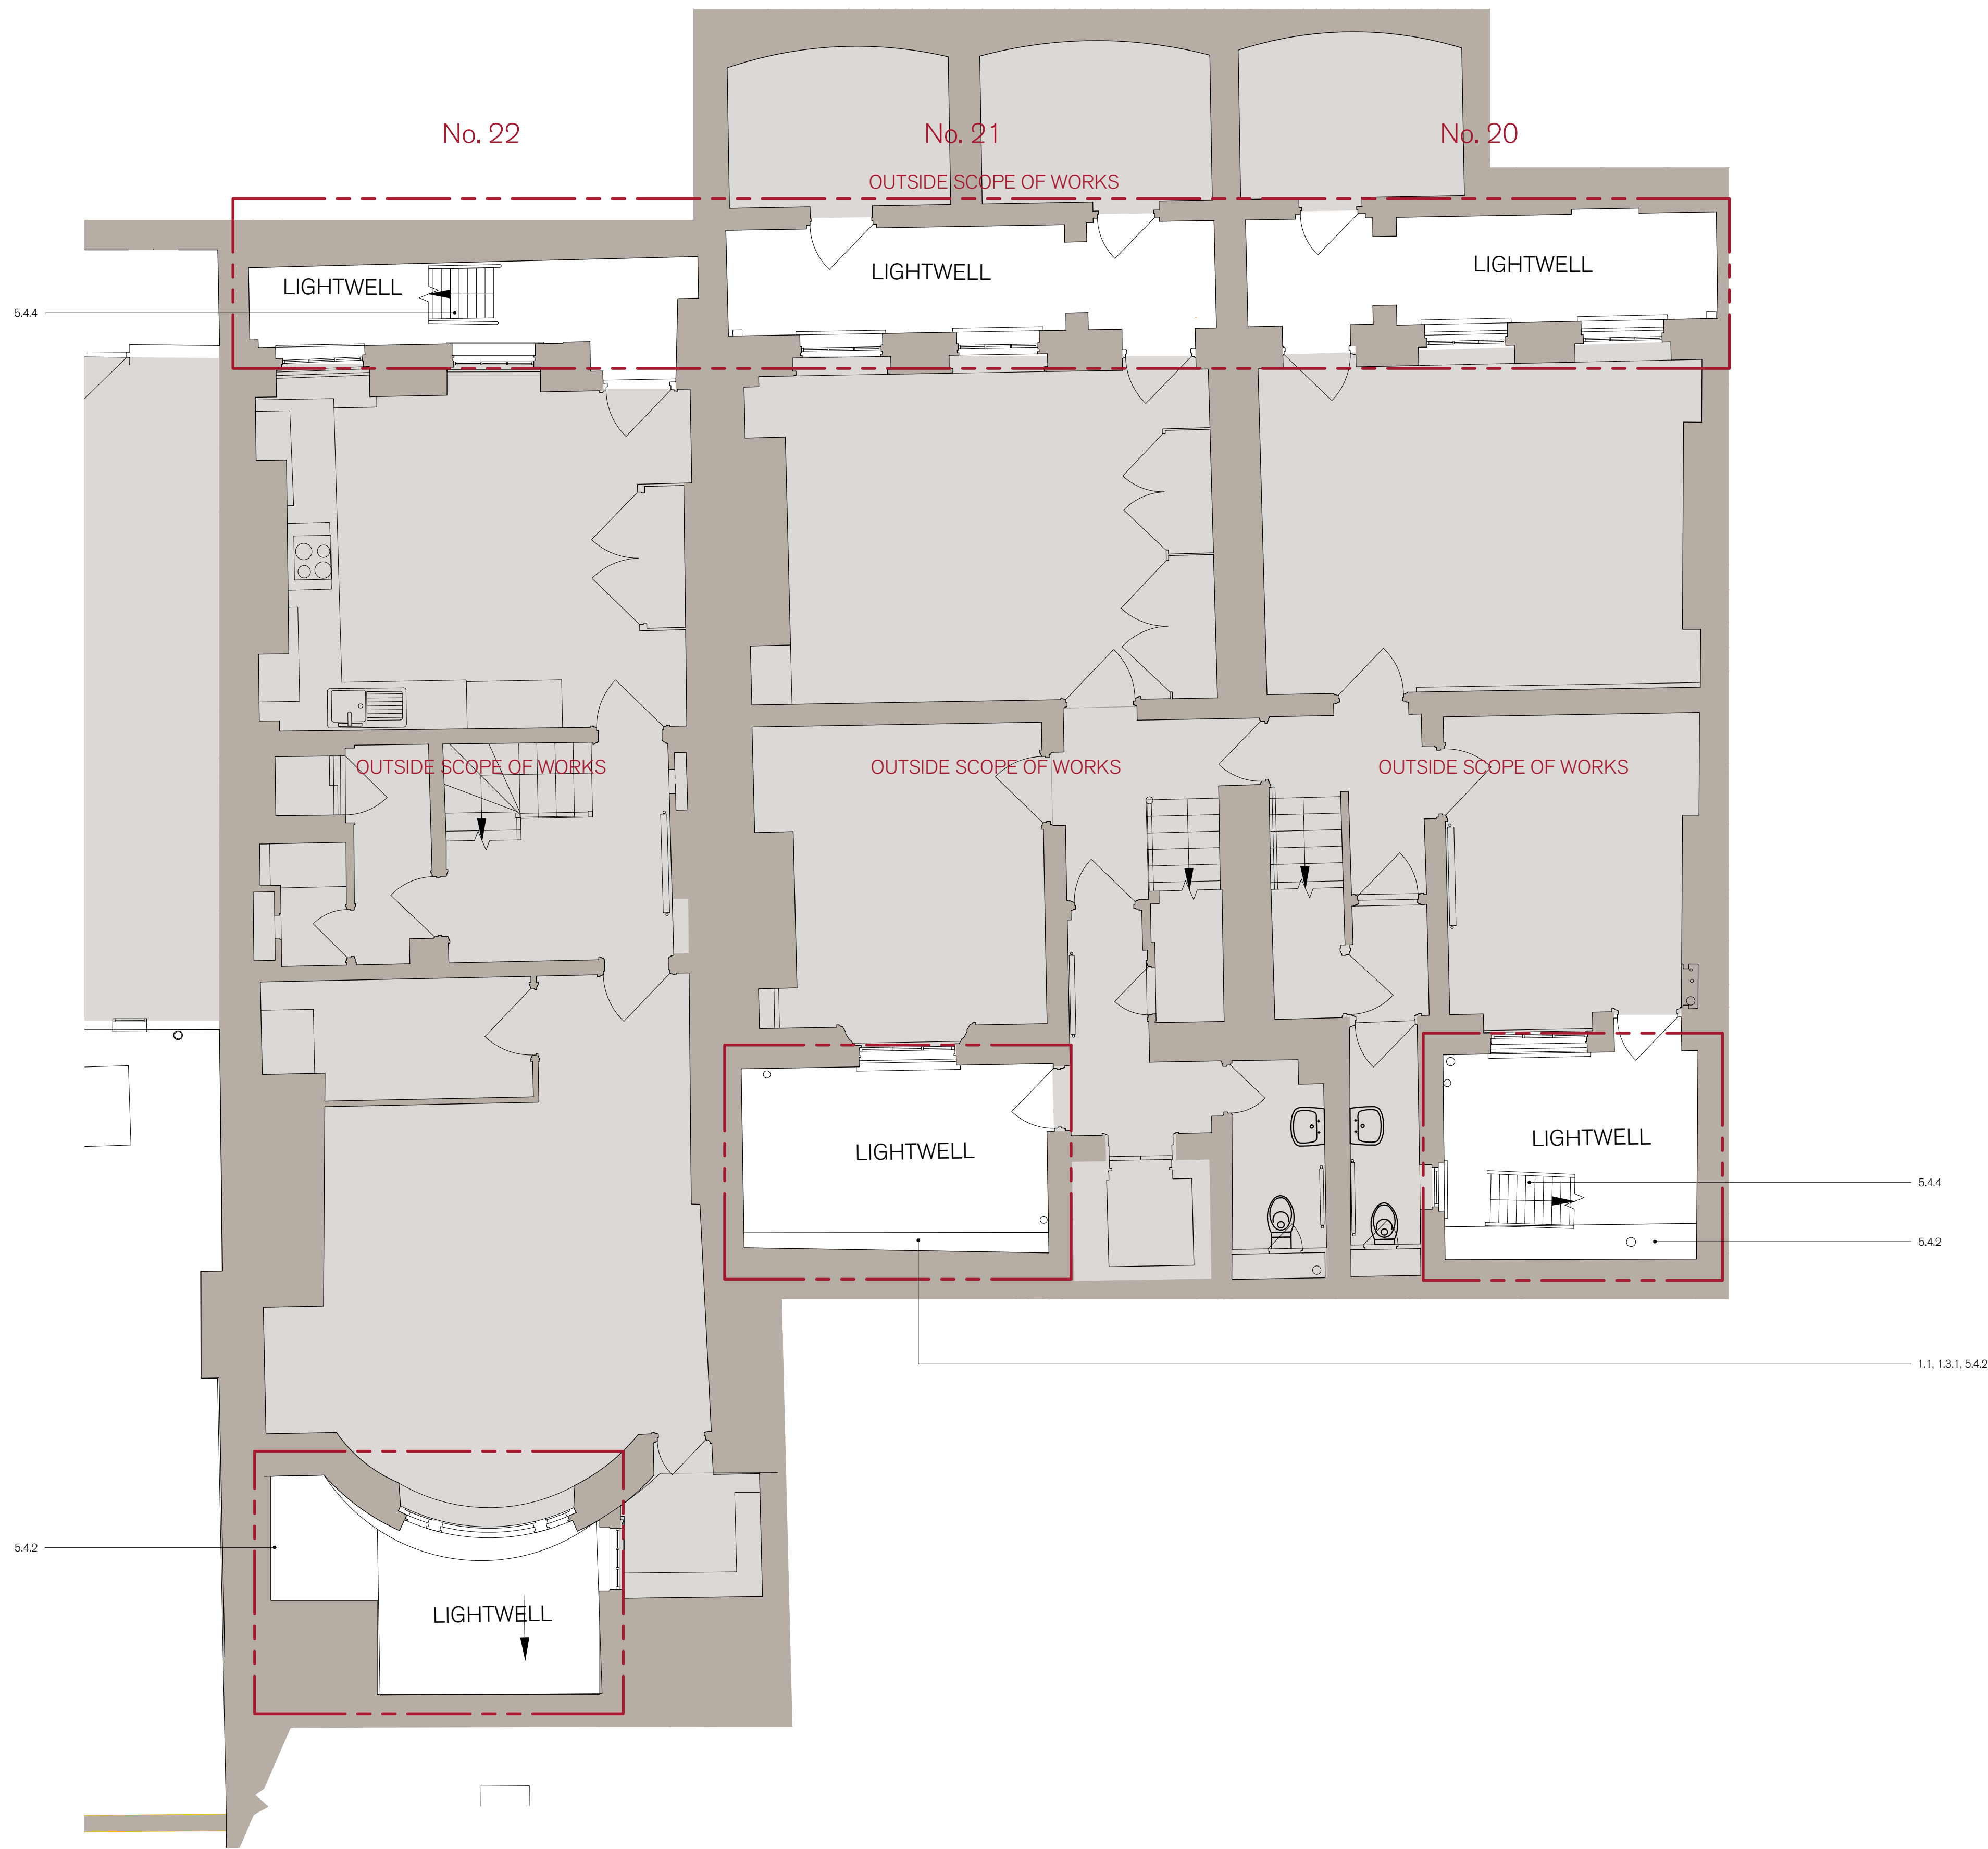 No. 22
No. 21
No. 20
OUTSIDE SCOPE OF WORKS
LIGHTWELL
LIGHTWELL
LIGHTWELL
5.4.4
OUTSIDE SCOPE OF WORKS
OUTSIDE SCOPE OF WORKS
OUTSIDE SCOPE OF WORKS
LIGHTWELL
LIGHTWELL
5.4.4
5.4.2
1.1, 1.3.1, 5.4.2
5.4.2
LIGHTWELL